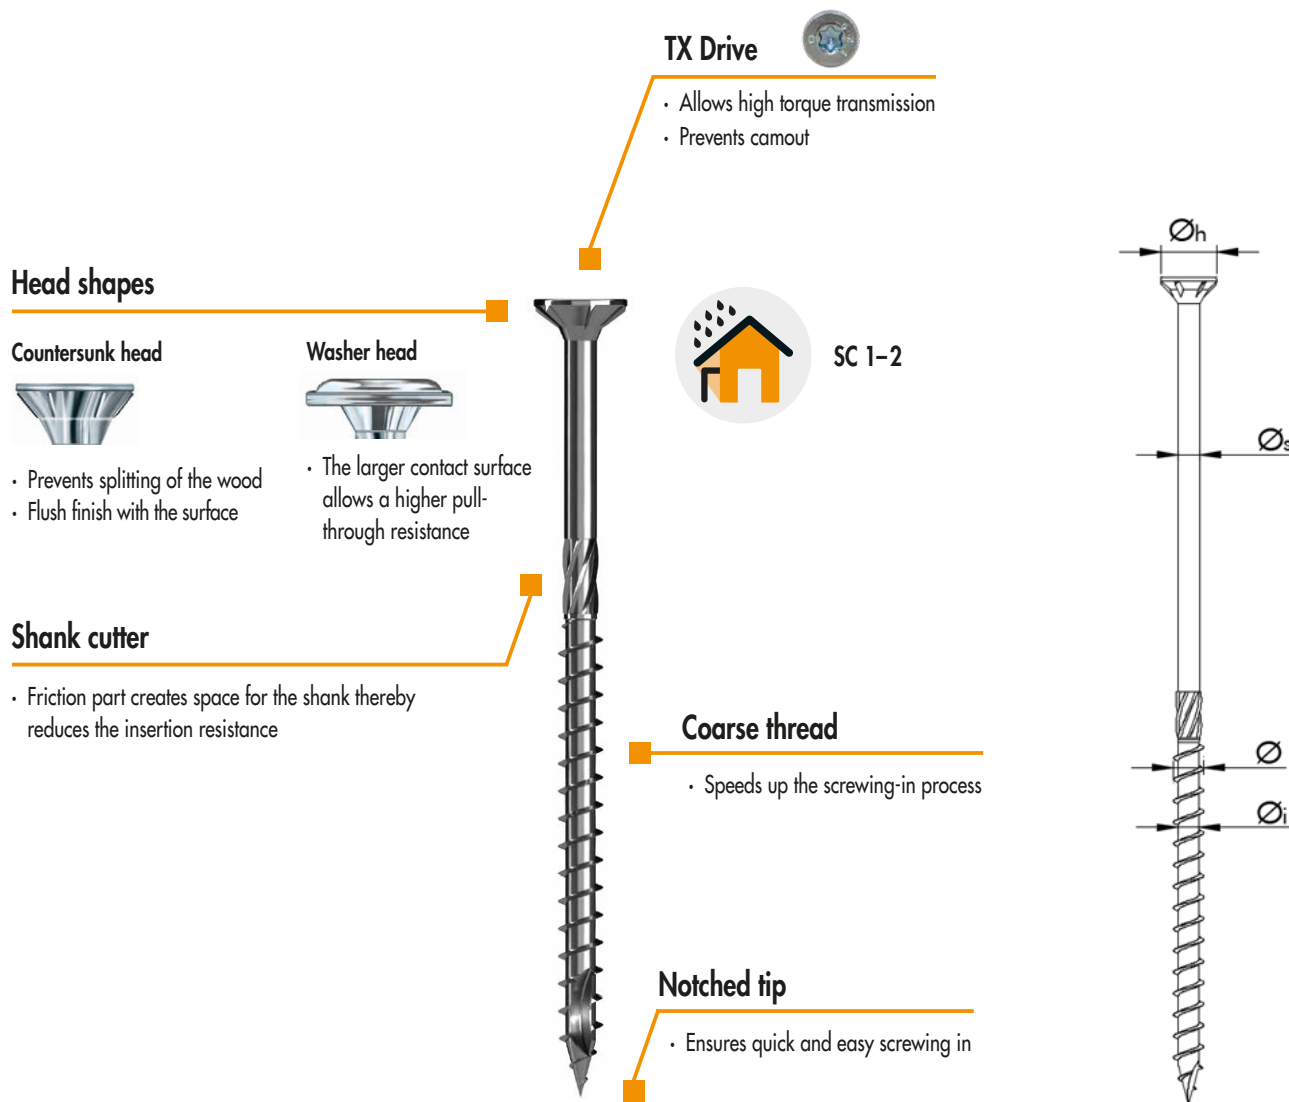 TX Drive
· Allows high torque transmission
· Prevents camout
Øh
Head shapes
Countersunk head
Washer head
SC 1–2
Øs
· Prevents splitting of the wood
· Flush finish with the surface
· The larger contact surface
allows a higher pull-
through resistance
Shank cutter
· Friction part creates space for the shank thereby
reduces the insertion resistance
Coarse thread
· Speeds up the screwing-in process
Ø
Øi
Notched tip
· Ensures quick and easy screwing in